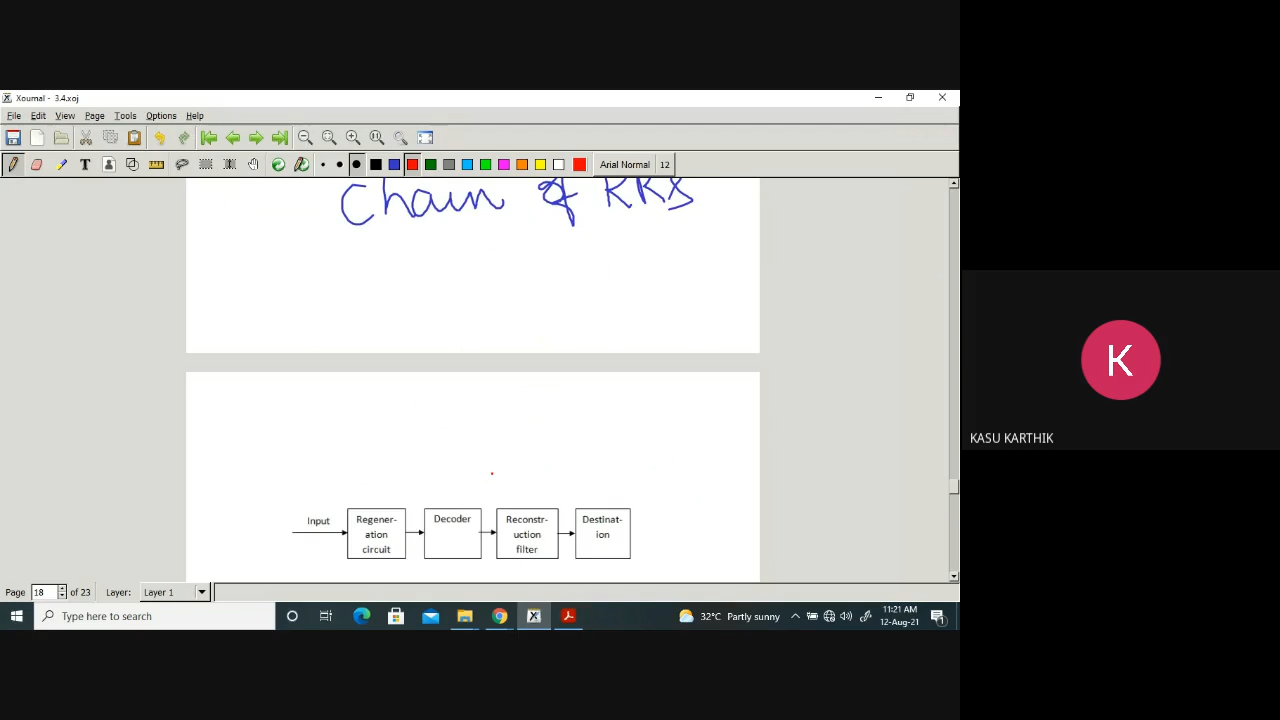 Xournal - 3.4.xoj
File Edit View Page Tools Options Help
Arial Normal 12
Chain of RRS
Input
Regener-
ation
circuit
Decoder
Reconstr-
uction
filter
Destinat-
ion
Page 18 of 23 Layer: Layer 1
Type here to search
32°C Partly sunny
11:21 AM
12-Aug-21
1
K
KASU KARTHIK